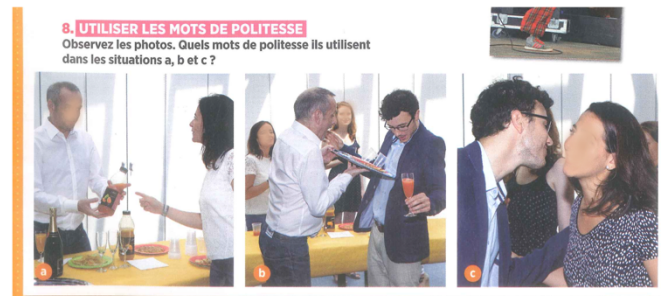 8. UTILISER LES MOTS DE POLITESSE
Observez les photos. Quels mots de politesse ils utilisent
dans les situations a, b et c ?
a
b
c